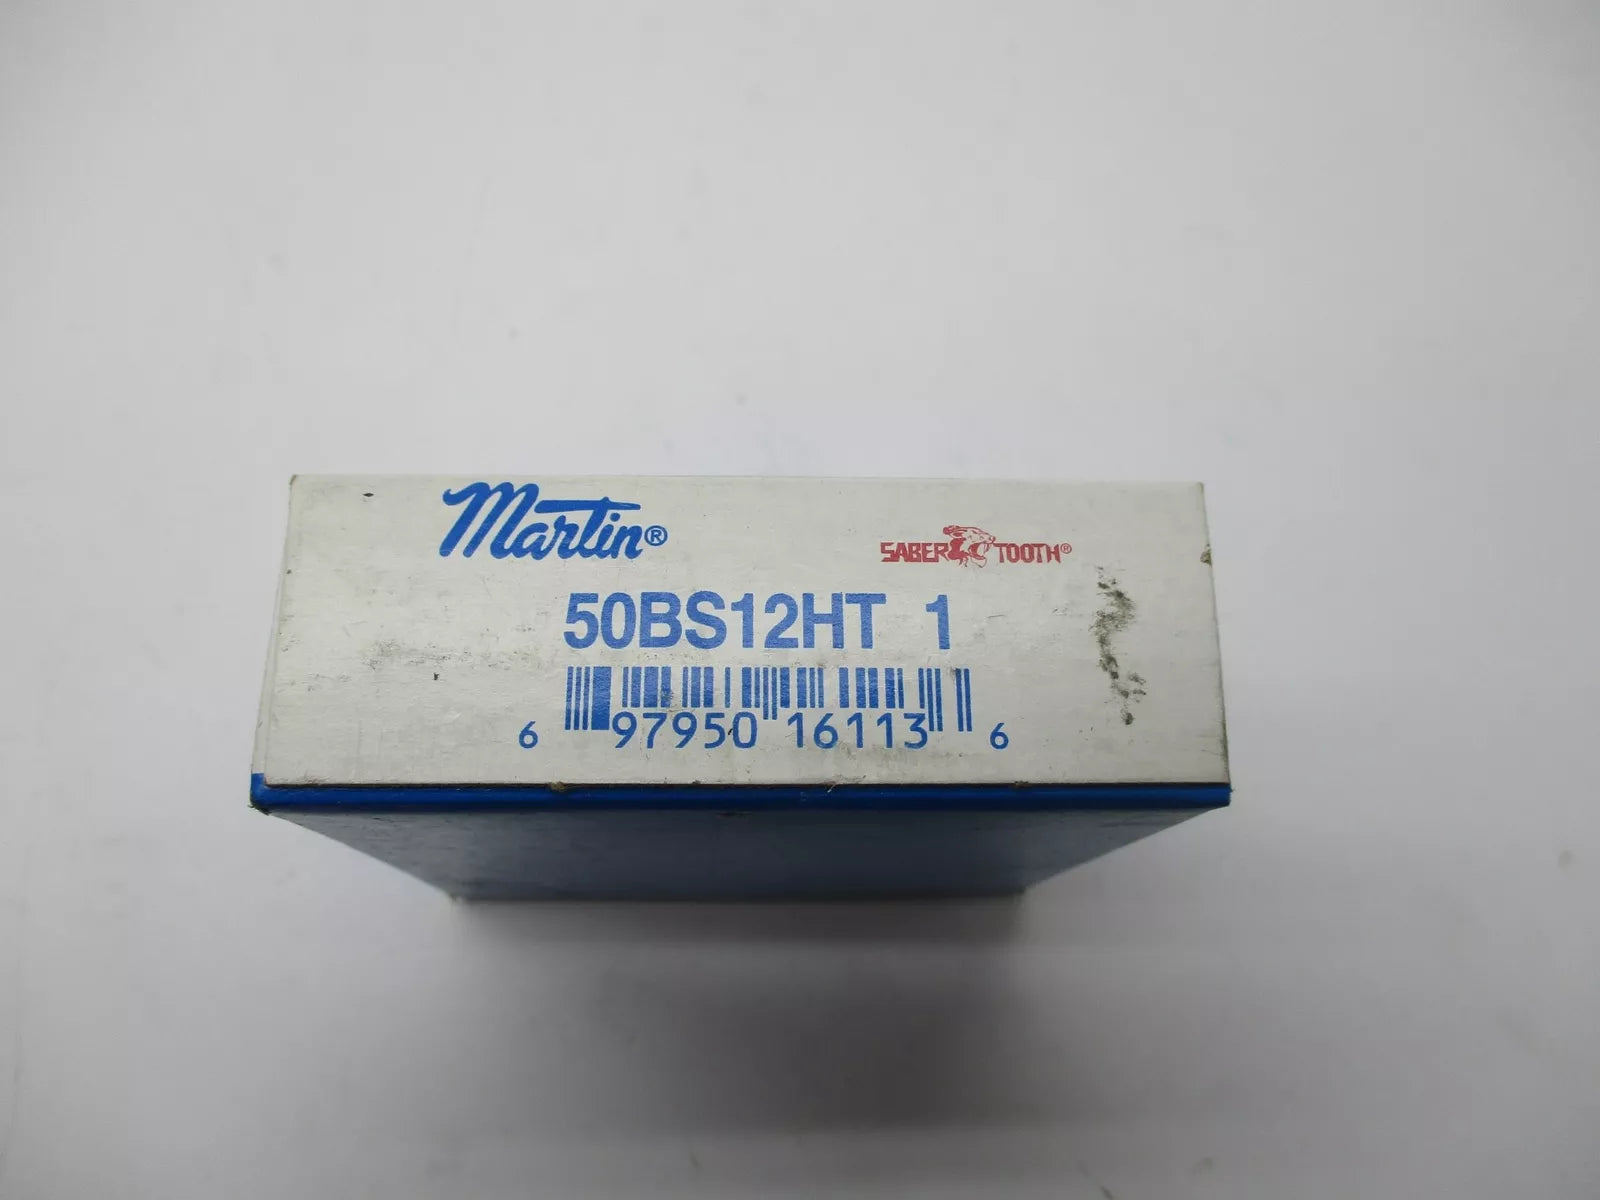 Martin®
SABER TOOTH®
50BS12HT 1
6 97950 16113 6